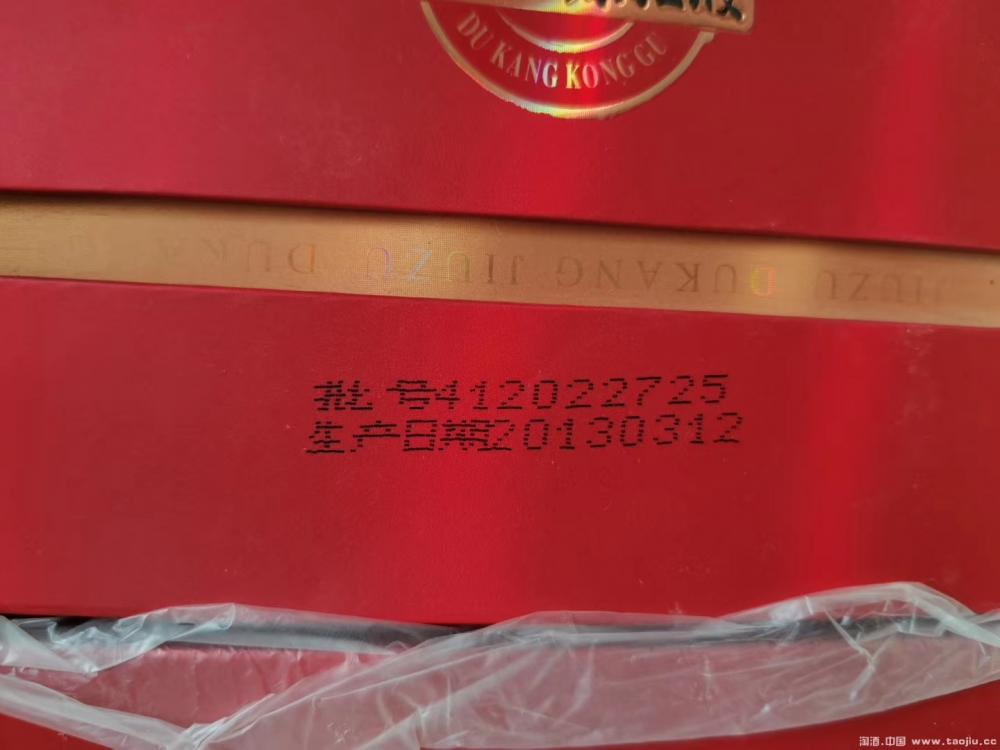 DU KANG KONG GU
JIUZU DUKANG JIUZU DUKA
批号412022725
生产日期20130312
淘酒.中国 www.taojiu.cc